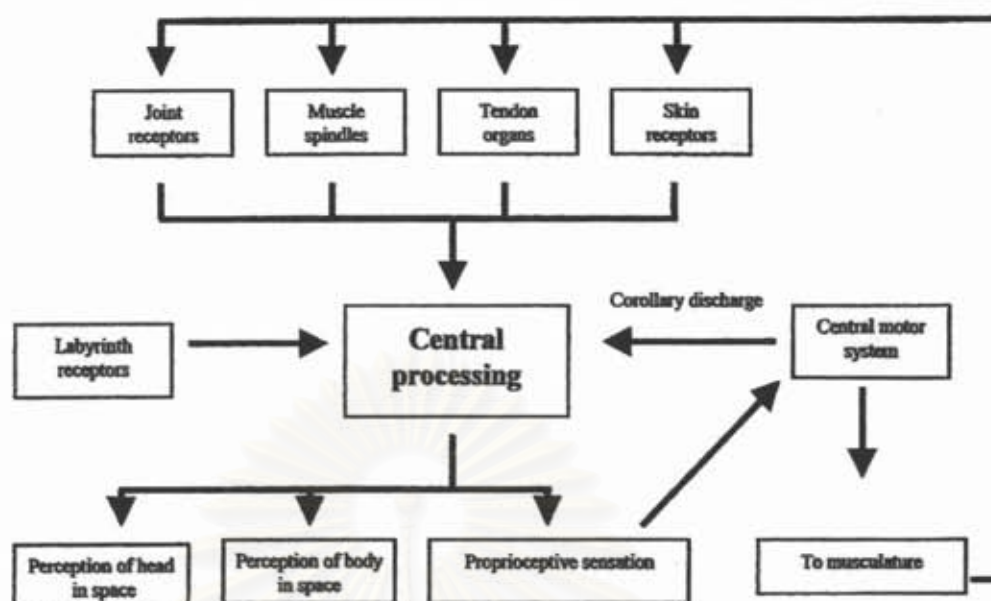 Joint
receptors
Muscle
spindles
Tendon
organs
Skin
receptors
Corollary discharge
Labyrinth
receptors
Central
processing
Central motor
system
Perception of head
in space
Perception of body
in space
Proprioceptive sensation
To musculature